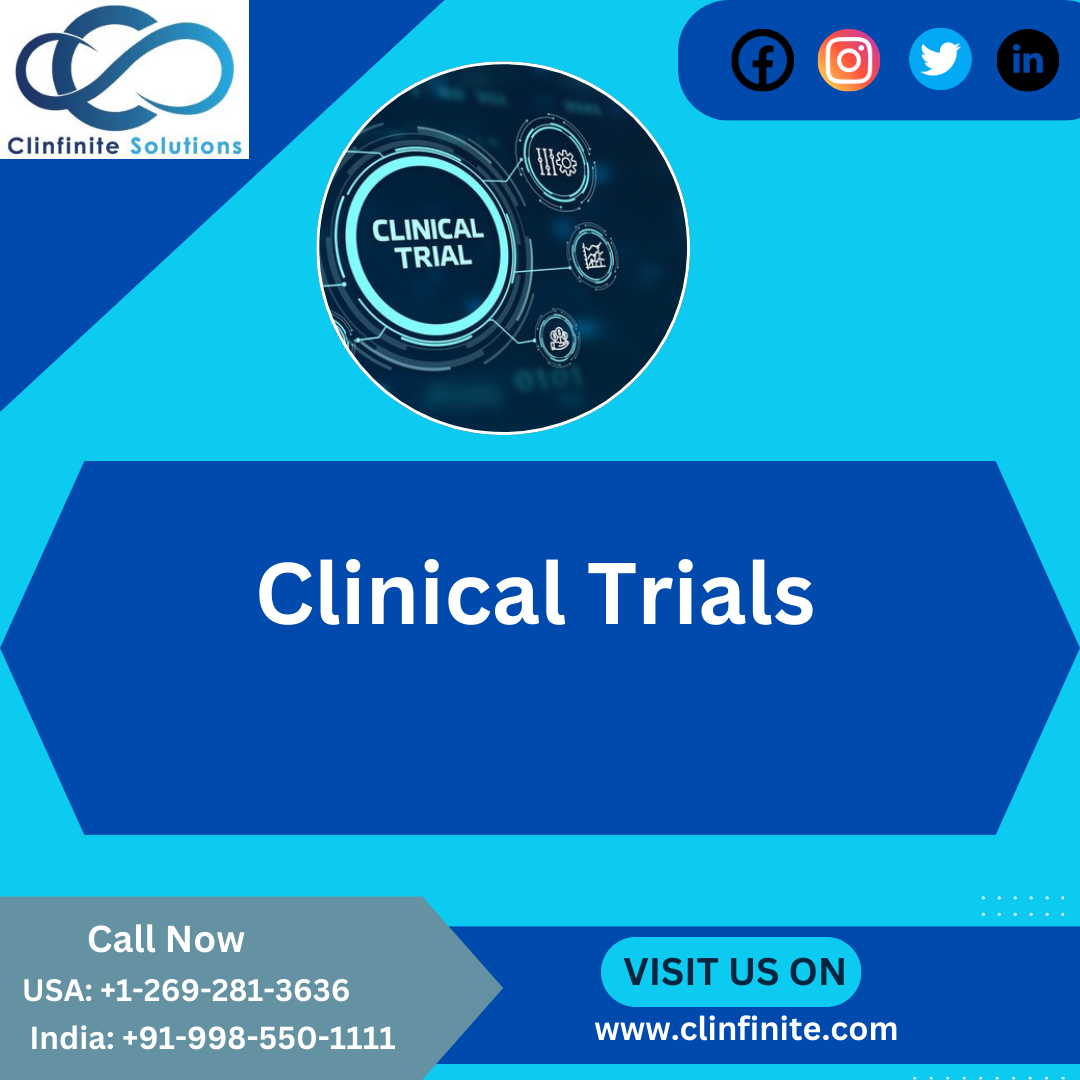 Clinfinite Solutions
CLINICAL
TRIAL
0101
Clinical Trials
Call Now
USA: +1-269-281-3636
India: +91-998-550-1111
VISIT US ON
www.clinfinite.com